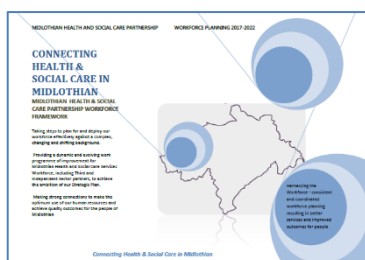 MIDLOTHIAN HEALTH AND SOCIAL CARE PARTNERSHIP WORKFORCE PLANNING 2017-2022
CONNECTING
HEALTH &
SOCIAL CARE IN
MIDLOTHIAN
MIDLOTHIAN HEALTH & SOCIAL
CARE PARTNERSHIP WORKFORCE
FRAMEWORK
Taking steps to plan for and deploy our
workforce effectively against a complex,
changing and shifting background.
Providing a dynamic and evolving work
programme of improvement for
Midlothian Health and Social Care Services
Workforce, including Third and
Independent sector partners, to achieve
the ambition of our Strategic Plan.
Making strong connections to make the
optimum use of our human resources and
achieve quality outcomes for the people of
Midlothian
Harnessing the
Workforce - consistent
and coordinated
workforce planning
resulting in better
services and improved
outcomes for people
Connecting Health & Social Care in Midlothian